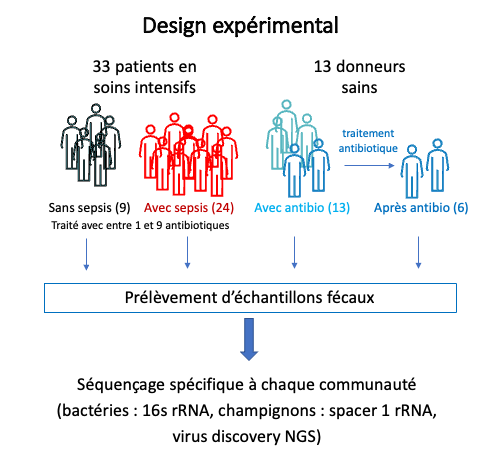 Design expérimental
33 patients en
soins intensifs
13 donneurs
sains
traitement
antibiotique
Sans sepsis (9)
Avec sepsis (24)
Avec antibio (13)
Après antibio (6)
Traité avec entre 1 et 9 antibiotiques
Prélèvement d'échantillons fécaux
Séquençage spécifique à chaque communauté
(bactéries : 16s rRNA, champignons : spacer 1 rRNA,
virus discovery NGS)